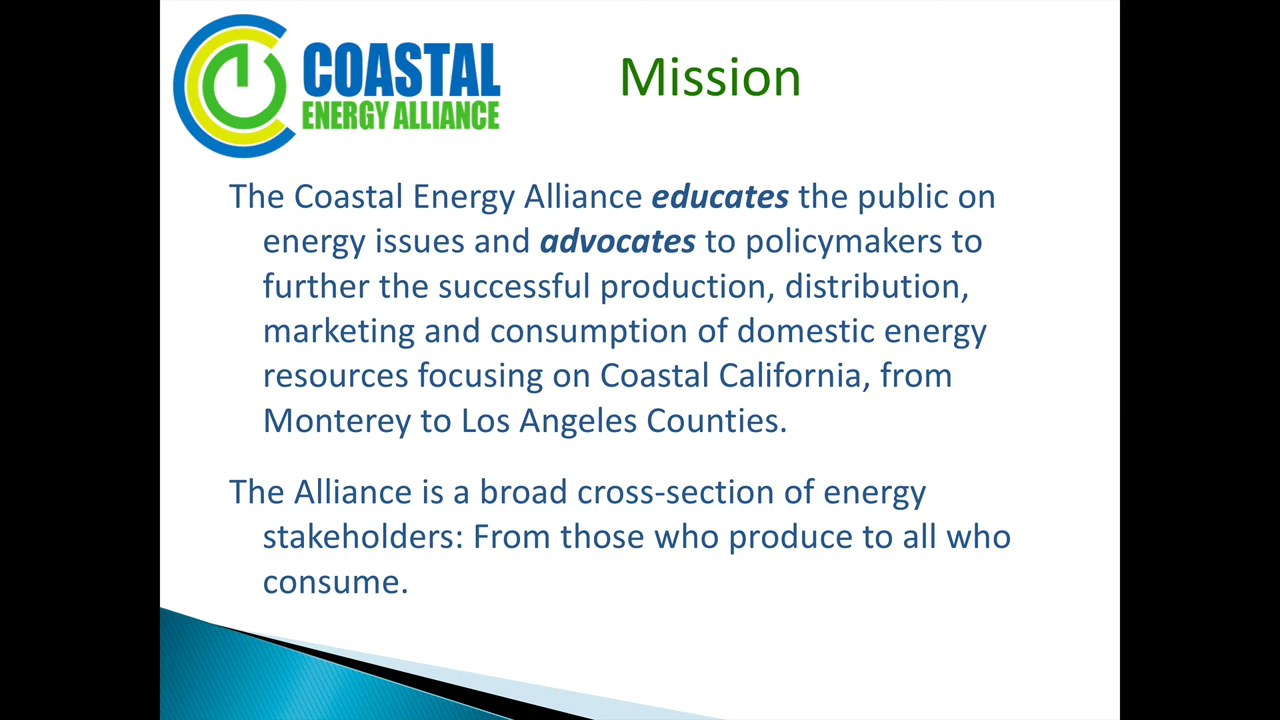 COASTAL
ENERGY ALLIANCE
Mission
The Coastal Energy Alliance educates the public on
energy issues and advocates to policymakers to
further the successful production, distribution,
marketing and consumption of domestic energy
resources focusing on Coastal California, from
Monterey to Los Angeles Counties.
The Alliance is a broad cross-section of energy
stakeholders: From those who produce to all who
consume.